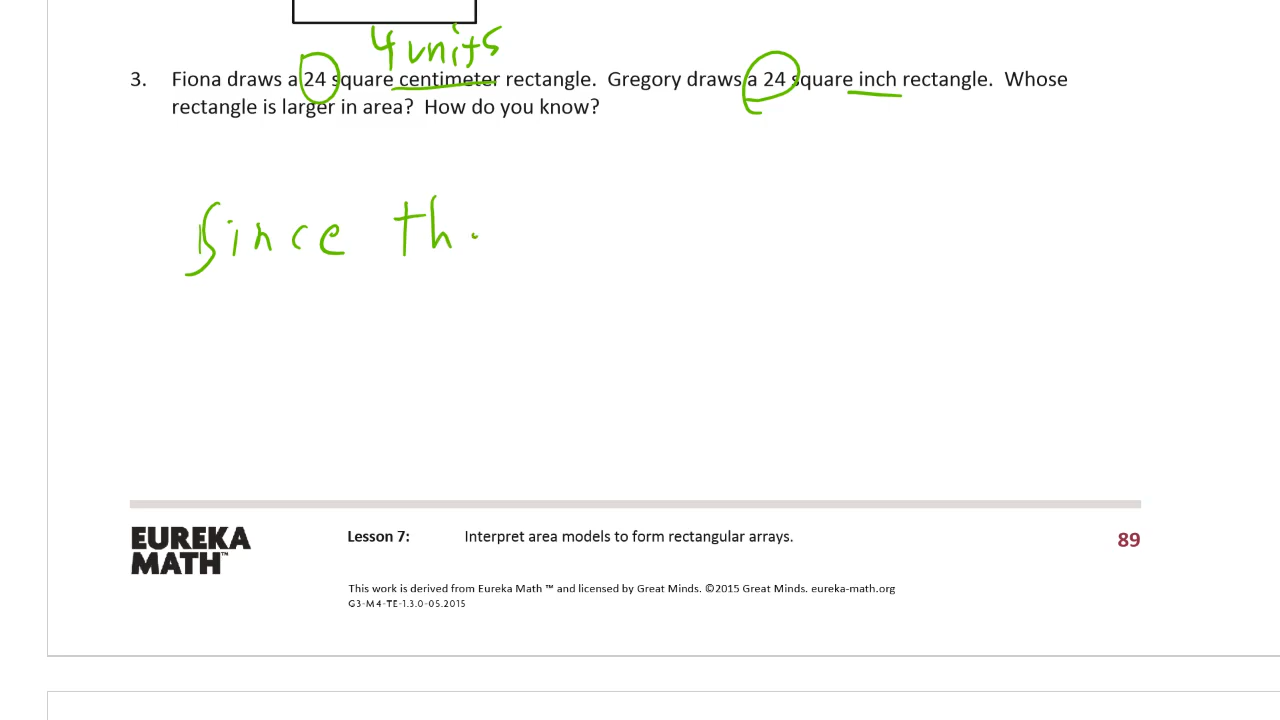 4 units
3. Fiona draws a 24 square centimeter rectangle. Gregory draws a 24 square inch rectangle. Whose
rectangle is larger in area? How do you know?
Since th
EUREKA
MATH™
Lesson 7: Interpret area models to form rectangular arrays.
89
This work is derived from Eureka Math ™ and licensed by Great Minds. ©2015 Great Minds. eureka-math.org
G3-M4-TE-1.3.0-05.2015